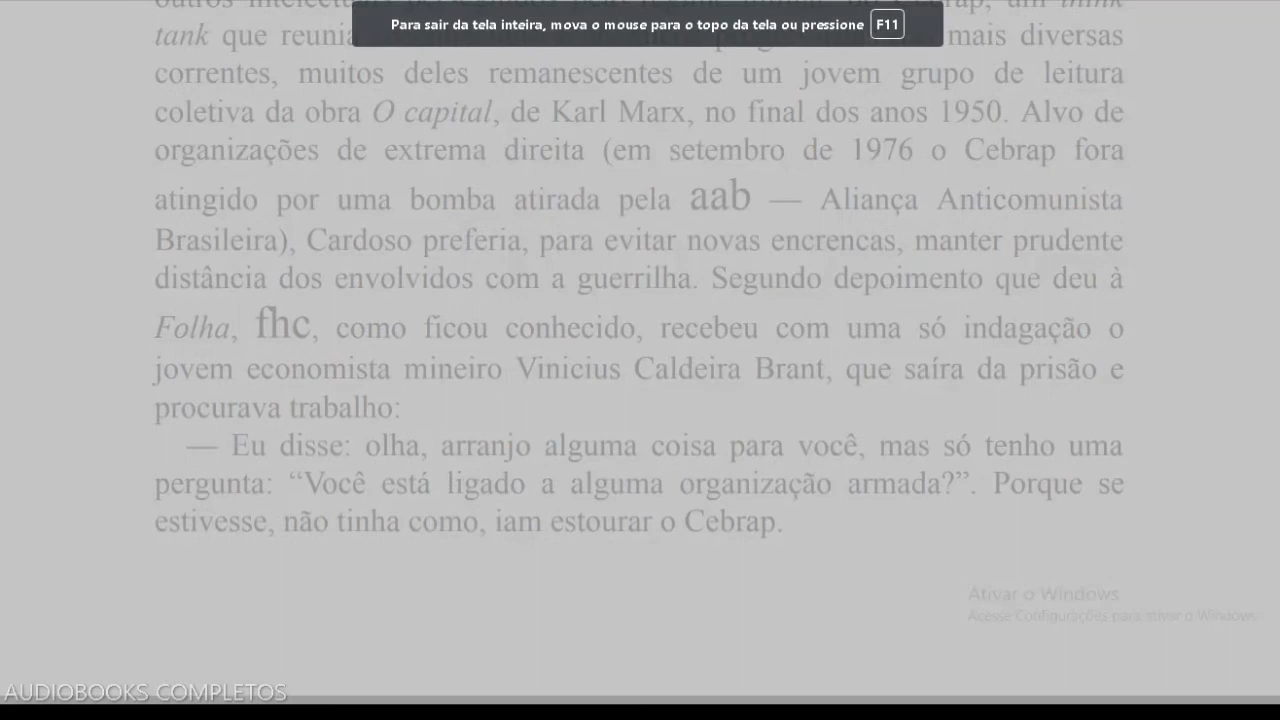 Para sair da tela inteira, mova o mouse para o topo da tela ou pressione F11
tank que reunia mais diversas
correntes, muitos deles remanescentes de um jovem grupo de leitura
coletiva da obra O capital, de Karl Marx, no final dos anos 1950. Alvo de
organizações de extrema direita (em setembro de 1976 o Cebrap fora
atingido por uma bomba atirada pela aab — Aliança Anticomunista
Brasileira), Cardoso preferia, para evitar novas encrencas, manter prudente
distância dos envolvidos com a guerrilha. Segundo depoimento que deu à
Folha, fhc, como ficou conhecido, recebeu com uma só indagação o
jovem economista mineiro Vinicius Caldeira Brant, que saíra da prisão e
procurava trabalho:
— Eu disse: olha, arranjo alguma coisa para você, mas só tenho uma
pergunta: “Você está ligado a alguma organização armada?”. Porque se
estivesse, não tinha como, iam estourar o Cebrap.
Ativar o Windows
Acesse Configurações para ativar o Windows.
AUDIOBOOKS COMPLETOS